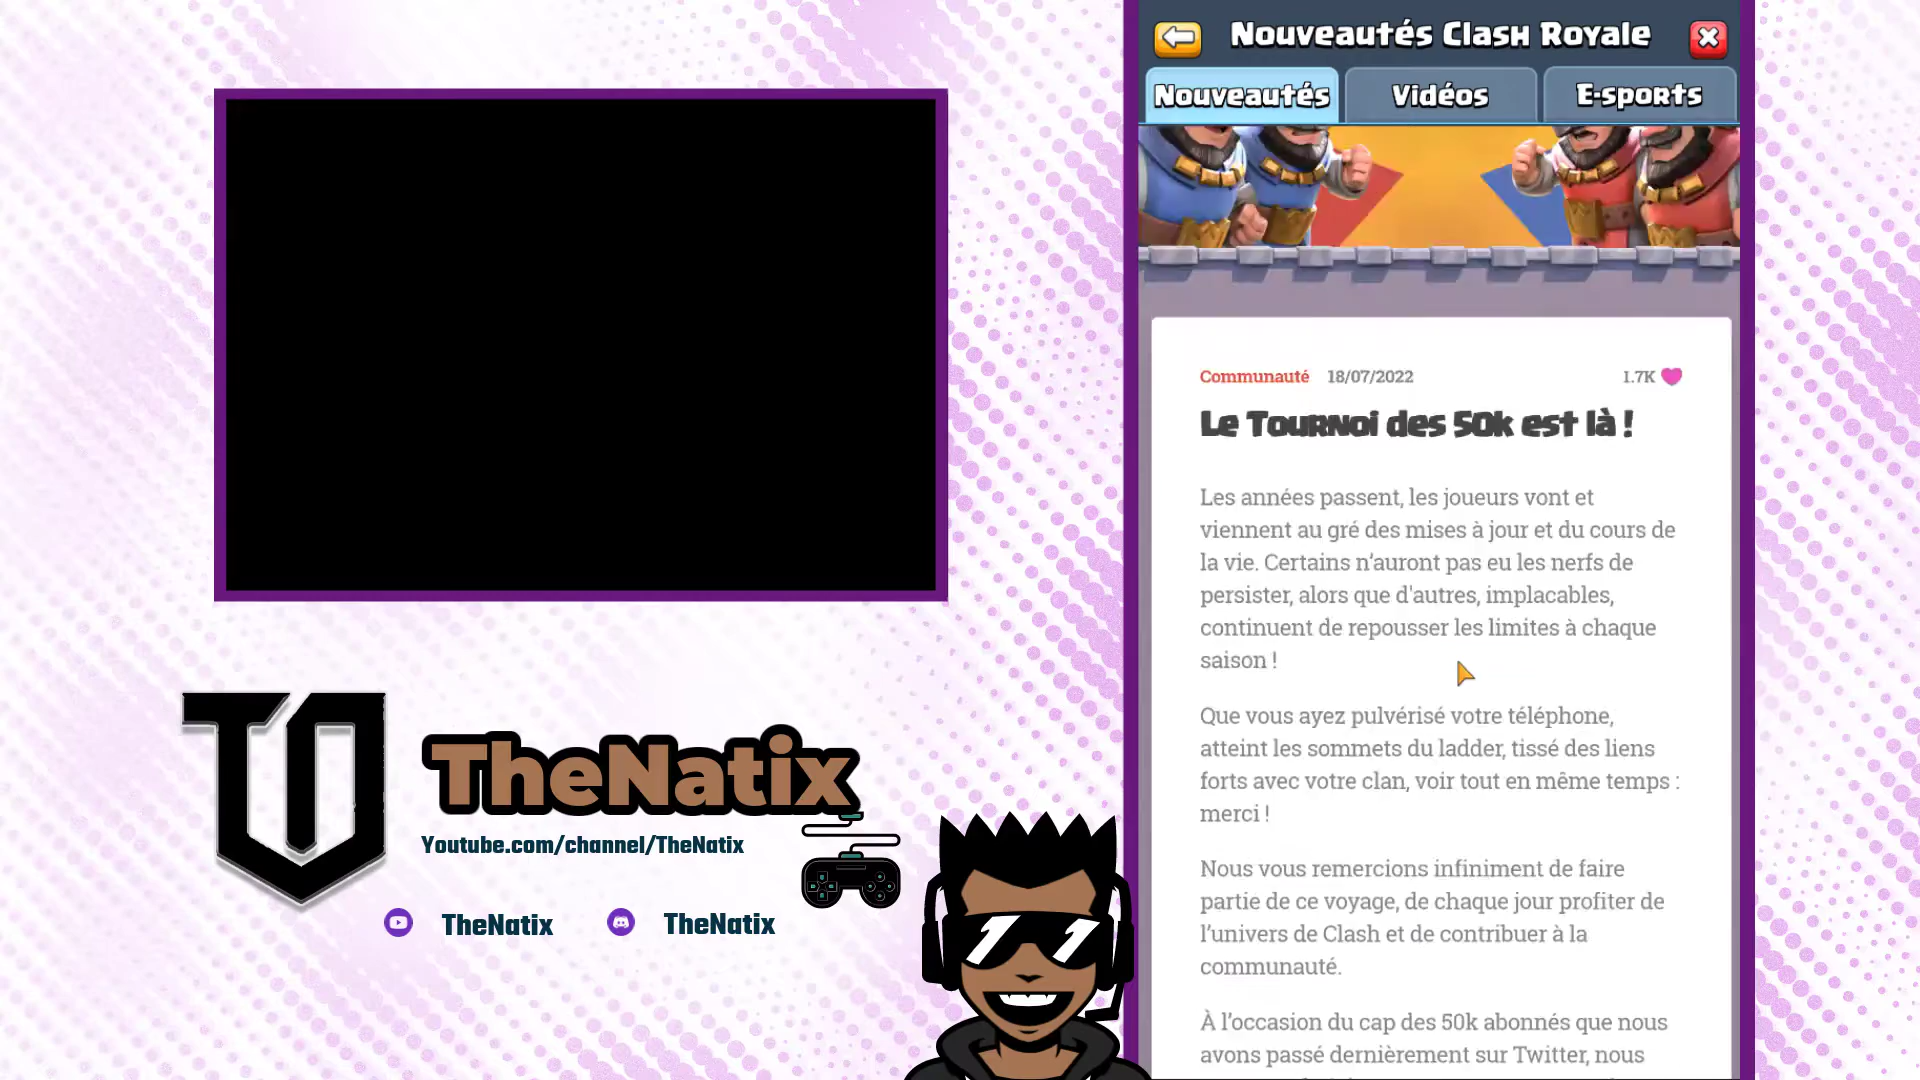 Nouveautés Clash Royale
Nouveautés
Vidéos
E-sports
Communauté 18/07/2022 1.7K
Le Tournoi des 50k est là !
Les années passent, les joueurs vont et
viennent au gré des mises à jour et du cours de
la vie. Certains n’auront pas eu les nerfs de
persister, alors que d'autres, implacables,
continuent de repousser les limites à chaque
saison !
Que vous ayez pulvérisé votre téléphone,
atteint les sommets du ladder, tissé des liens
forts avec votre clan, voir tout en même temps :
merci !
Nous vous remercions infiniment de faire
partie de ce voyage, de chaque jour profiter de
l’univers de Clash et de contribuer à la
communauté.
À l’occasion du cap des 50k abonnés que nous
avons passé dernièrement sur Twitter, nous
TheNatix
Youtube.com/channel/TheNatix
TheNatix
TheNatix